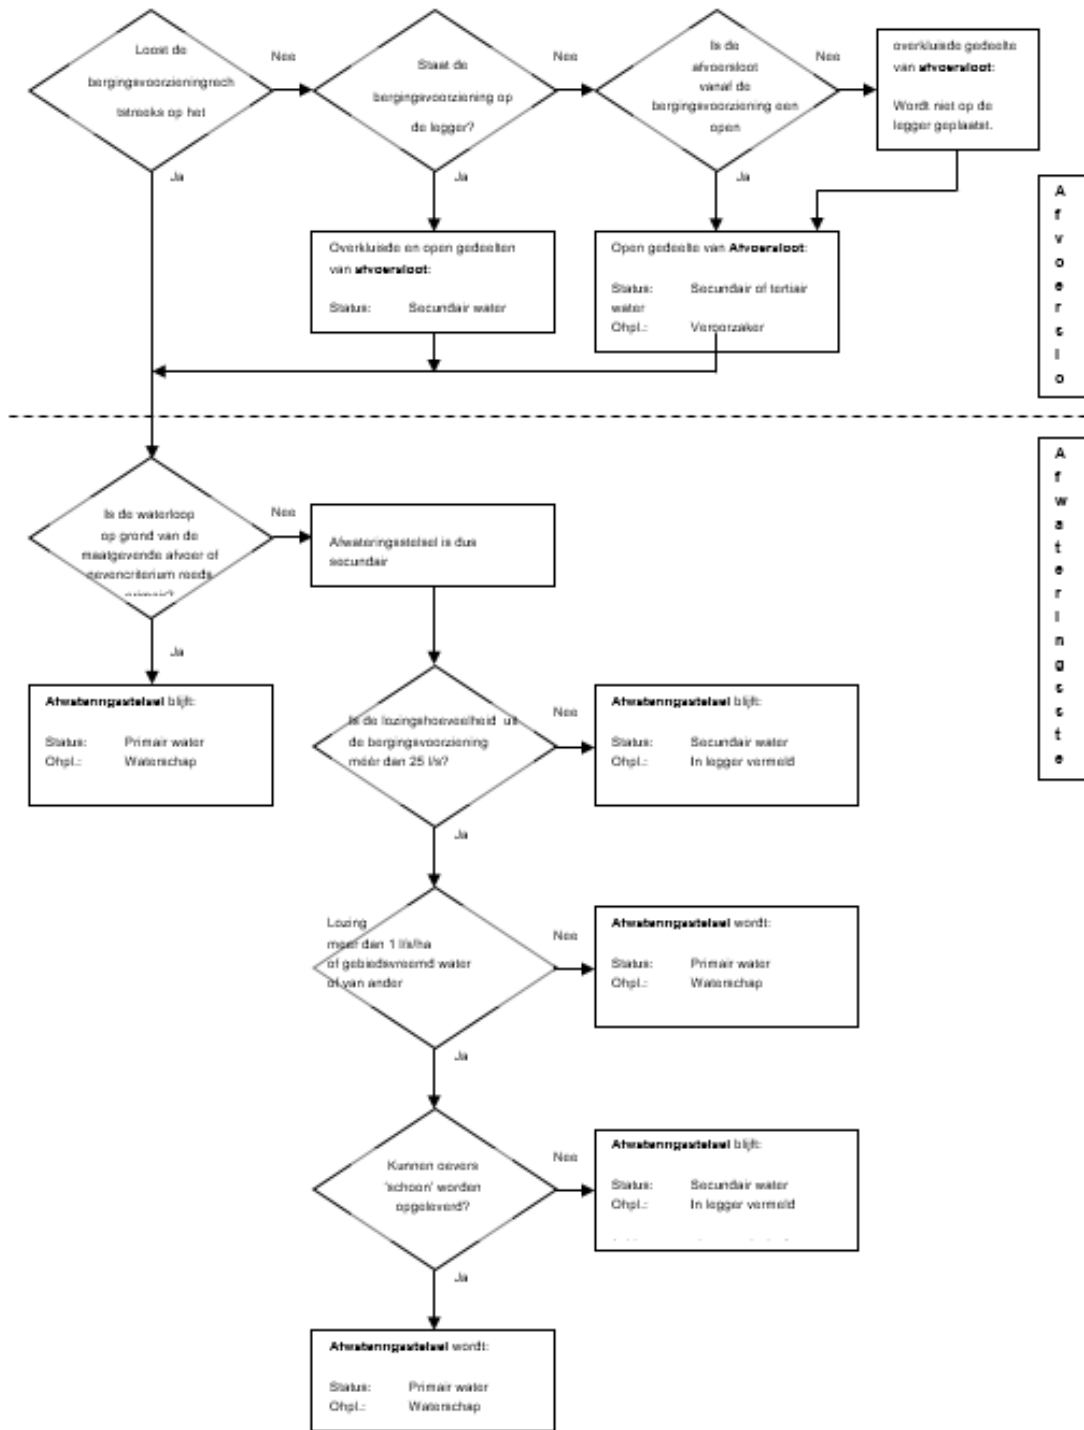 Loost de
bergingsvoorzieningrech
tstreeks op het
Nee
Staat de
bergingsvoorziening op
de legger?
Nee
Is de
afvoersloot
vanaf de
bergingsvoorziening een
open
Nee
overkluisde gedeelte
van afvoersloot:
Wordt niet op de
legger geplaatst.
Ja
Ja
Ja
Overkluisde en open gedeelten
van afvoersloot:
Status: Secundair water
Open gedeelte van Afvoersloot:
Status: Secundair of tertiair
water
Ohpl.: Veroorzaker
A
f
v
o
e
r
s
l
o
Is de waterloop
op grond van de
maatgevende afvoer of
nevencriterium reeds
primair?
Nee
Afwateringsstelsel is dus
secundair
A
f
w
a
t
e
r
i
n
g
s
s
t
e
Ja
Afwateringsstelsel blijft:
Status: Primair water
Ohpl.: Waterschap
Is de lozingshoeveelheid uit
de bergingsvoorziening
méér dan 25 l/s?
Nee
Afwateringsstelsel blijft:
Status: Secundair water
Ohpl.: In legger vermeld
Ja
Lozing
meer dan 1 l/s/ha
of gebiedsvreemd water
of van ander
Nee
Afwateringsstelsel wordt:
Status: Primair water
Ohpl.: Waterschap
Ja
Kunnen oevers
'schoon' worden
opgeleverd?
Nee
Afwateringsstelsel blijft:
Status: Secundair water
Ohpl.: In legger vermeld
Ja
Afwateringsstelsel wordt:
Status: Primair water
Ohpl.: Waterschap